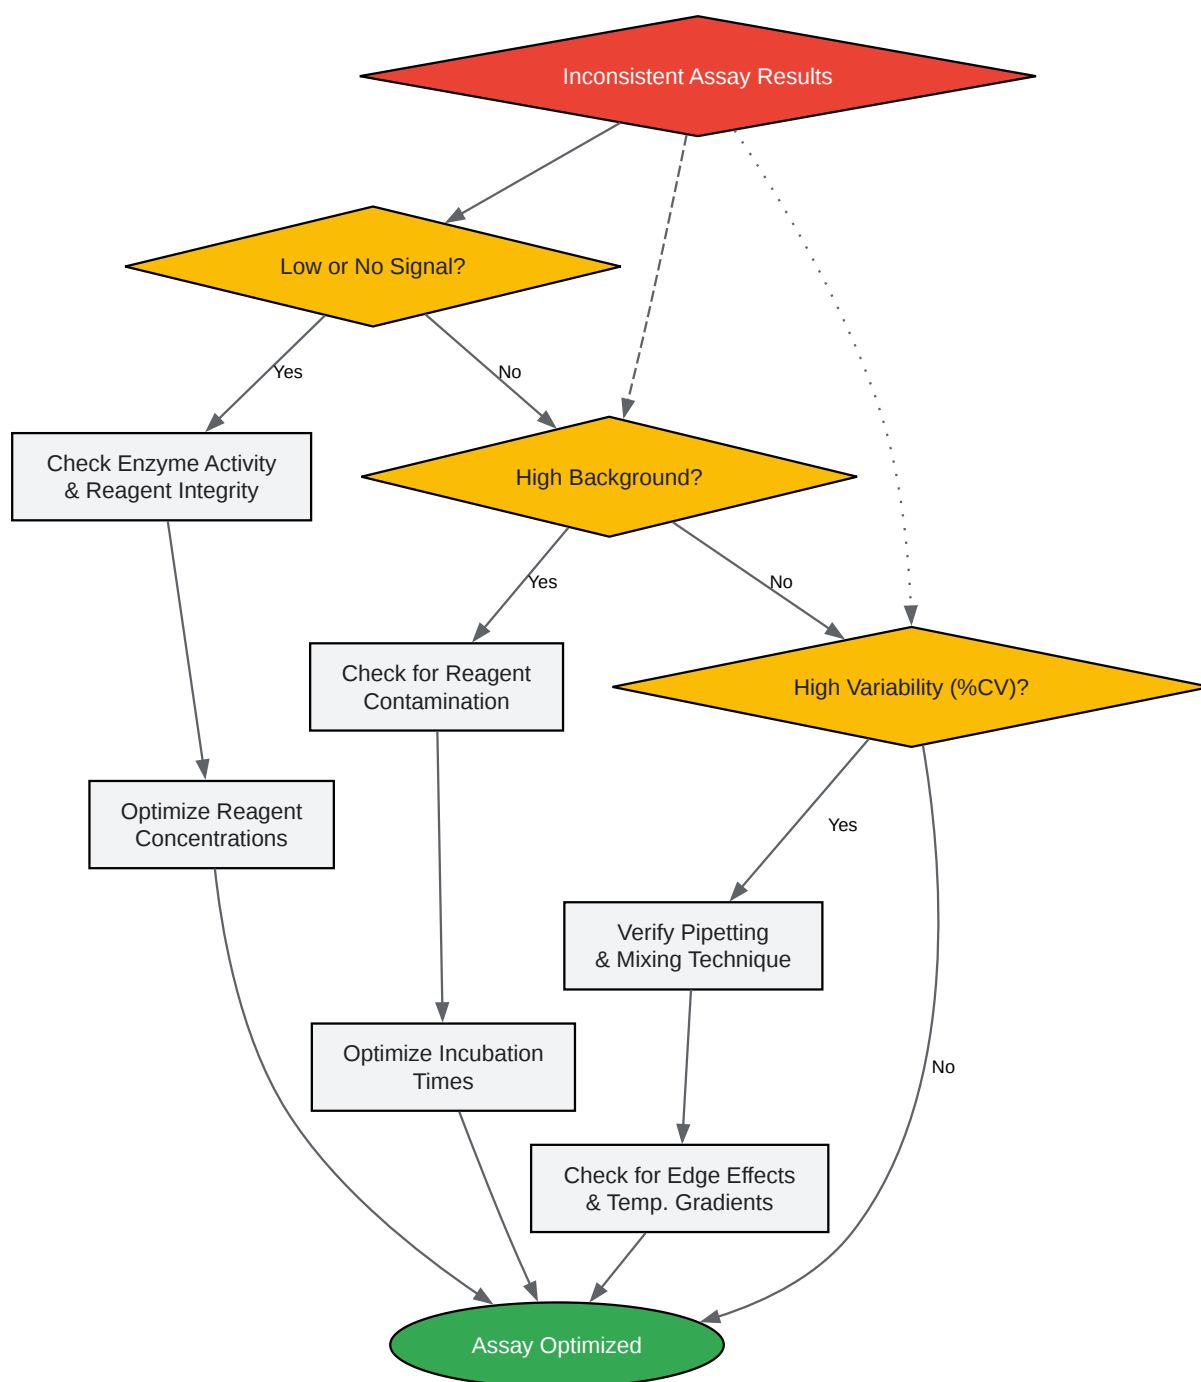 Inconsistent Assay Results
Low or No Signal?
Yes
No
Check Enzyme Activity
& Reagent Integrity
High Background?
Yes
No
Check for Reagent
Contamination
High Variability (%CV)?
Optimize Reagent
Concentrations
Yes
Verify Pipetting
& Mixing Technique
Optimize Incubation
Times
No
Check for Edge Effects
& Temp. Gradients
Assay Optimized